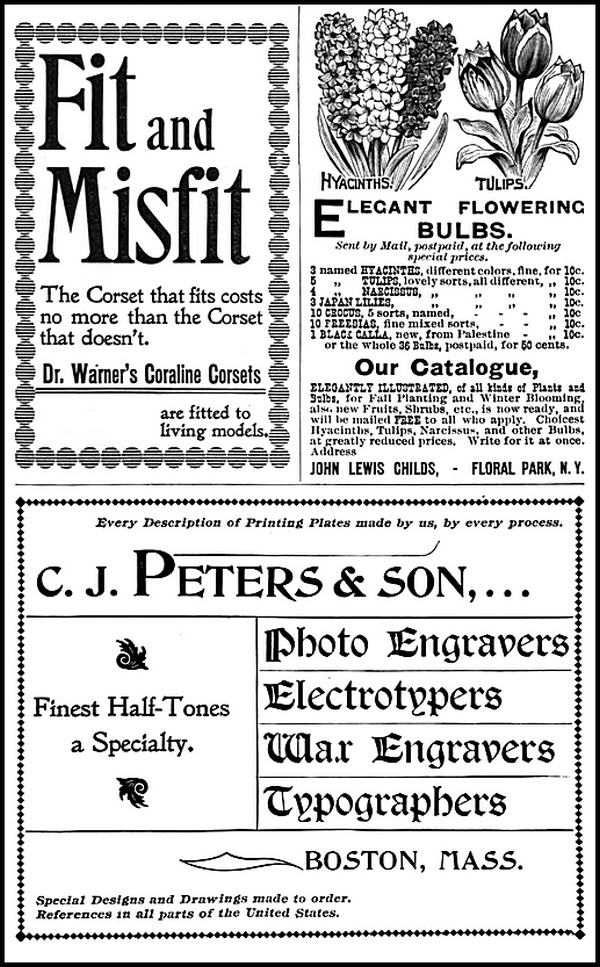 Fit and
Misfit
The Corset that fits costs
no more than the Corset
that doesn't.
Dr. Warner's Coraline Corsets
are fitted to
living models.
HYACINTHS. TULIPS.
ELEGANT FLOWERING
BULBS.
Sent by Mail, postpaid, at the following
special prices.
3 named HYACINTHS, different colors, fine, for 10c.
5 „ TULIPS, lovely sorts, all different, „ 10c.
4 „ NARCISSUS, „ „ „ „ 10c.
3 JAPAN LILIES, „ „ „ „ 10c.
10 CROCUS, 5 sorts, named, - - - „ 10c
10 FREESIAS, fine mixed sorts, - - „ 10c.
1 BLACK CALLA, new, from Palestine - „ 10c.
or the whole 36 Bulbs, postpaid, for 50 cents.
Our Catalogue,
ELEGANTLY ILLUSTRATED, of all kinds of Plants and
Bulbs, for Fall Planting and Winter Blooming,
also new Fruits, Shrubs, etc., is now ready, and
will be mailed FREE to all who apply. Choicest
Hyacinths, Tulips, Narcissus, and other Bulbs,
at greatly reduced prices. Write for it at once.
Address
JOHN LEWIS CHILDS, - FLORAL PARK, N.Y.
Every Description of Printing Plates made by us, by every process.
C. J. PETERS & SON,...
Finest Half-Tones
a Specialty.
Photo Engravers
Electrotypers
Wax Engravers
Typographers
BOSTON, MASS.
Special Designs and Drawings made to order.
References in all parts of the United States.